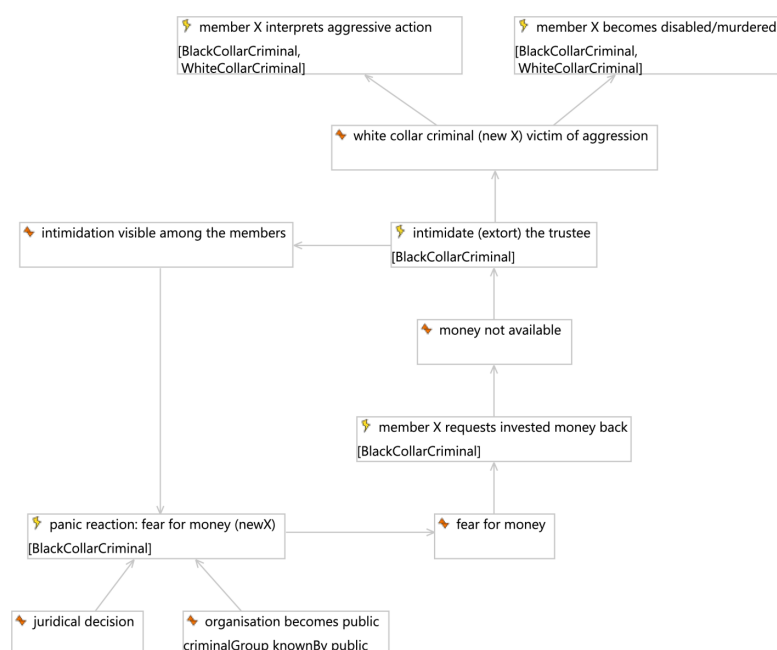 member X interprets aggressive action
[BlackCollarCriminal,
WhiteCollarCriminal]
member X becomes disabled/murdered
[BlackCollarCriminal,
WhiteCollarCriminal]
white collar criminal (new X) victim of aggression
intimidation visible among the members
intimidate (extort) the trustee
[BlackCollarCriminal]
money not available
member X requests invested money back
[BlackCollarCriminal]
panic reaction: fear for money (newX)
[BlackCollarCriminal]
fear for money
juridical decision
organisation becomes public
criminalGroup knownBy public